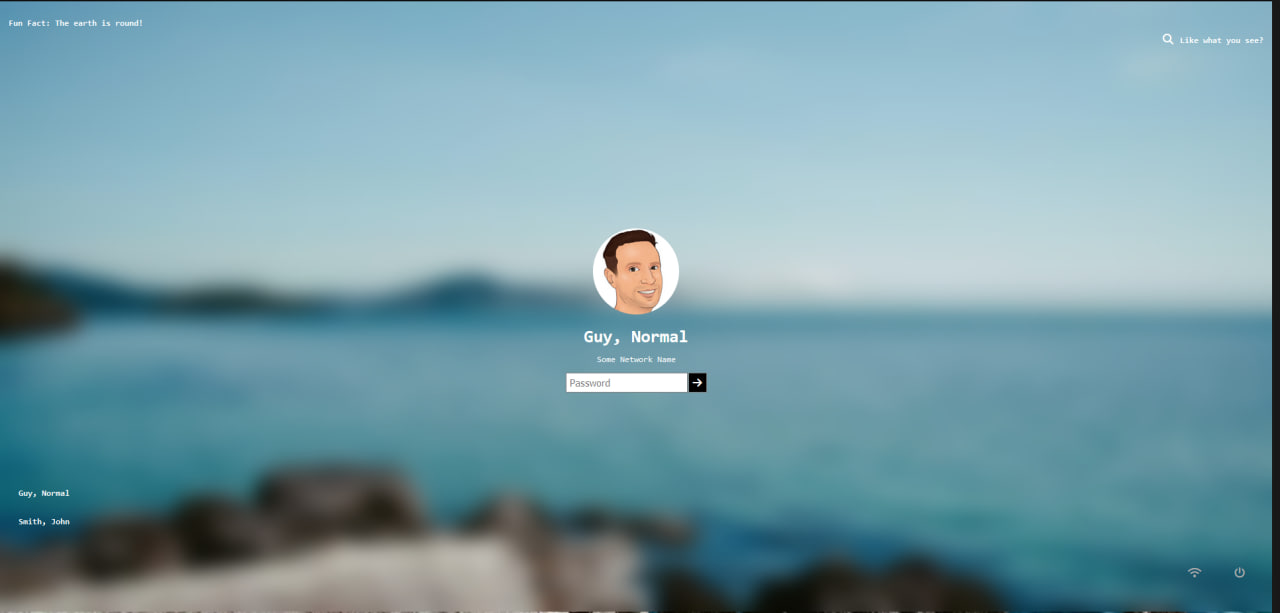 Fun Fact: The earth is round!
Like what you see?
Guy, Normal
Some Network Name
Password
Guy, Normal
Smith, John